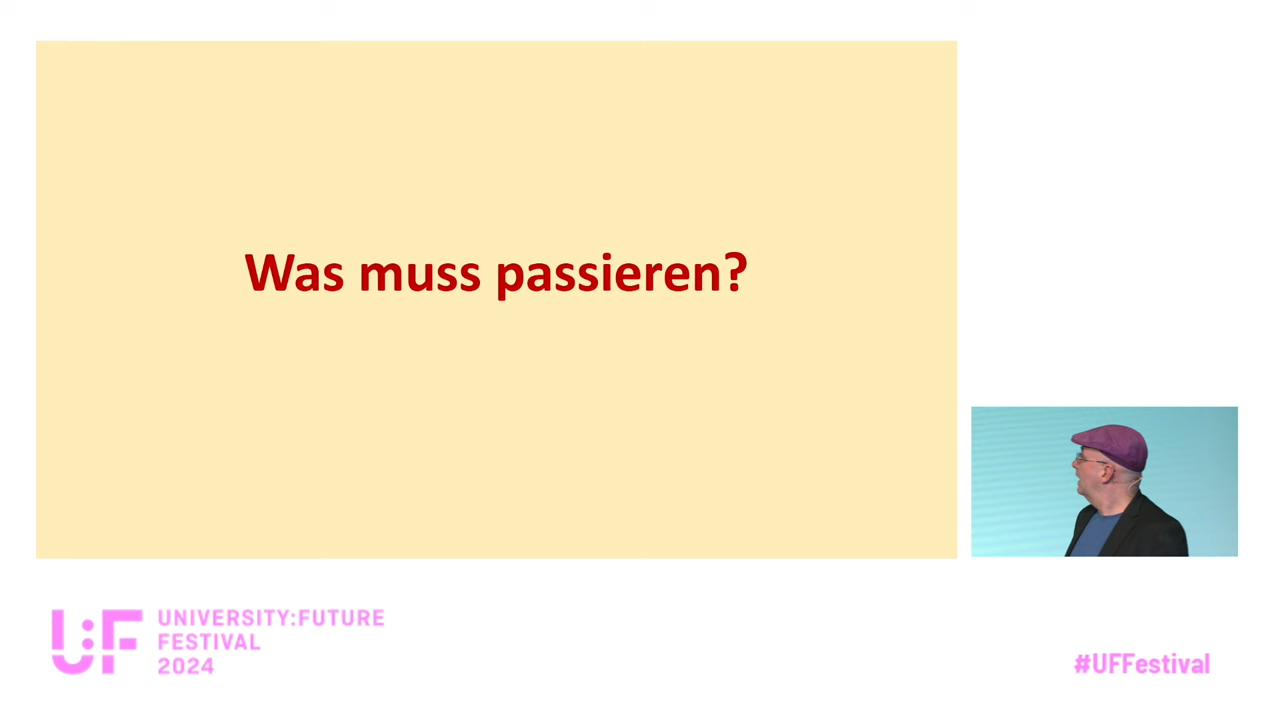 Was muss passieren?
U:F
UNIVERSITY:FUTURE
FESTIVAL
2024
#UFFestival